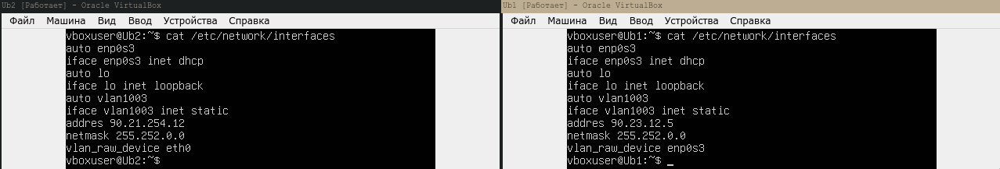 Ub2 [Работает] - Oracle VirtualBox
Файл Машина Вид Ввод Устройства Справка
vboxuser@Ub2:~$ cat /etc/network/interfaces
auto enp0s3
iface enp0s3 inet dhcp
auto lo
iface lo inet loopback
auto vlan1003
iface vlan1003 inet static
addres 90.21.254.12
netmask 255.252.0.0
vlan_raw_device eth0
vboxuser@Ub2:~$
Ub1 [Работает] - Oracle VirtualBox
Файл Машина Вид Ввод Устройства Справка
vboxuser@Ub1:~$ cat /etc/network/interfaces
auto enp0s3
iface enp0s3 inet dhcp
auto lo
iface lo inet loopback
auto vlan1003
iface vlan1003 inet static
addres 90.23.12.5
netmask 255.252.0.0
vlan_raw_device enp0s3
vboxuser@Ub1:~$ _